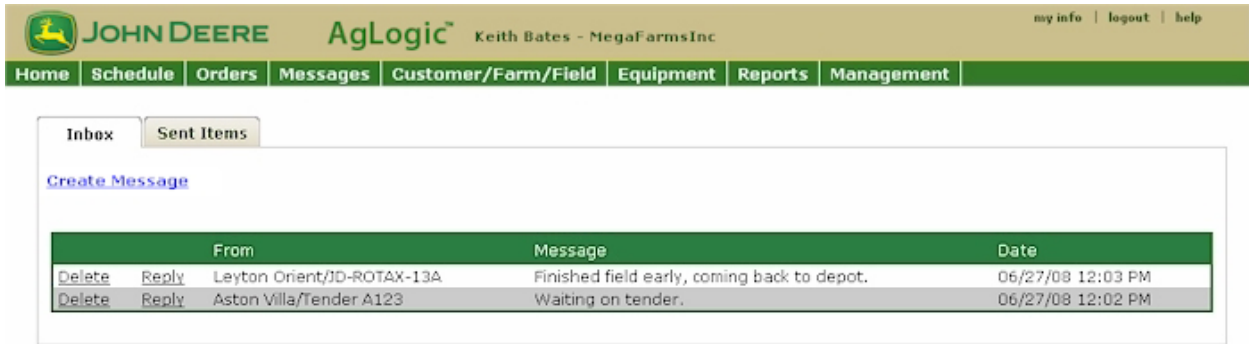 my info | logout | help
JOHN DEERE AgLogic™ Keith Bates - MegaFarmsInc
Home Schedule Orders Messages Customer/Farm/Field Equipment Reports Management
Inbox Sent Items
Create Message
From Message Date
Delete Reply Leyton Orient/JD-ROTAX-13A Finished field early, coming back to depot. 06/27/08 12:03 PM
Delete Reply Aston Villa/Tender A123 Waiting on tender. 06/27/08 12:02 PM